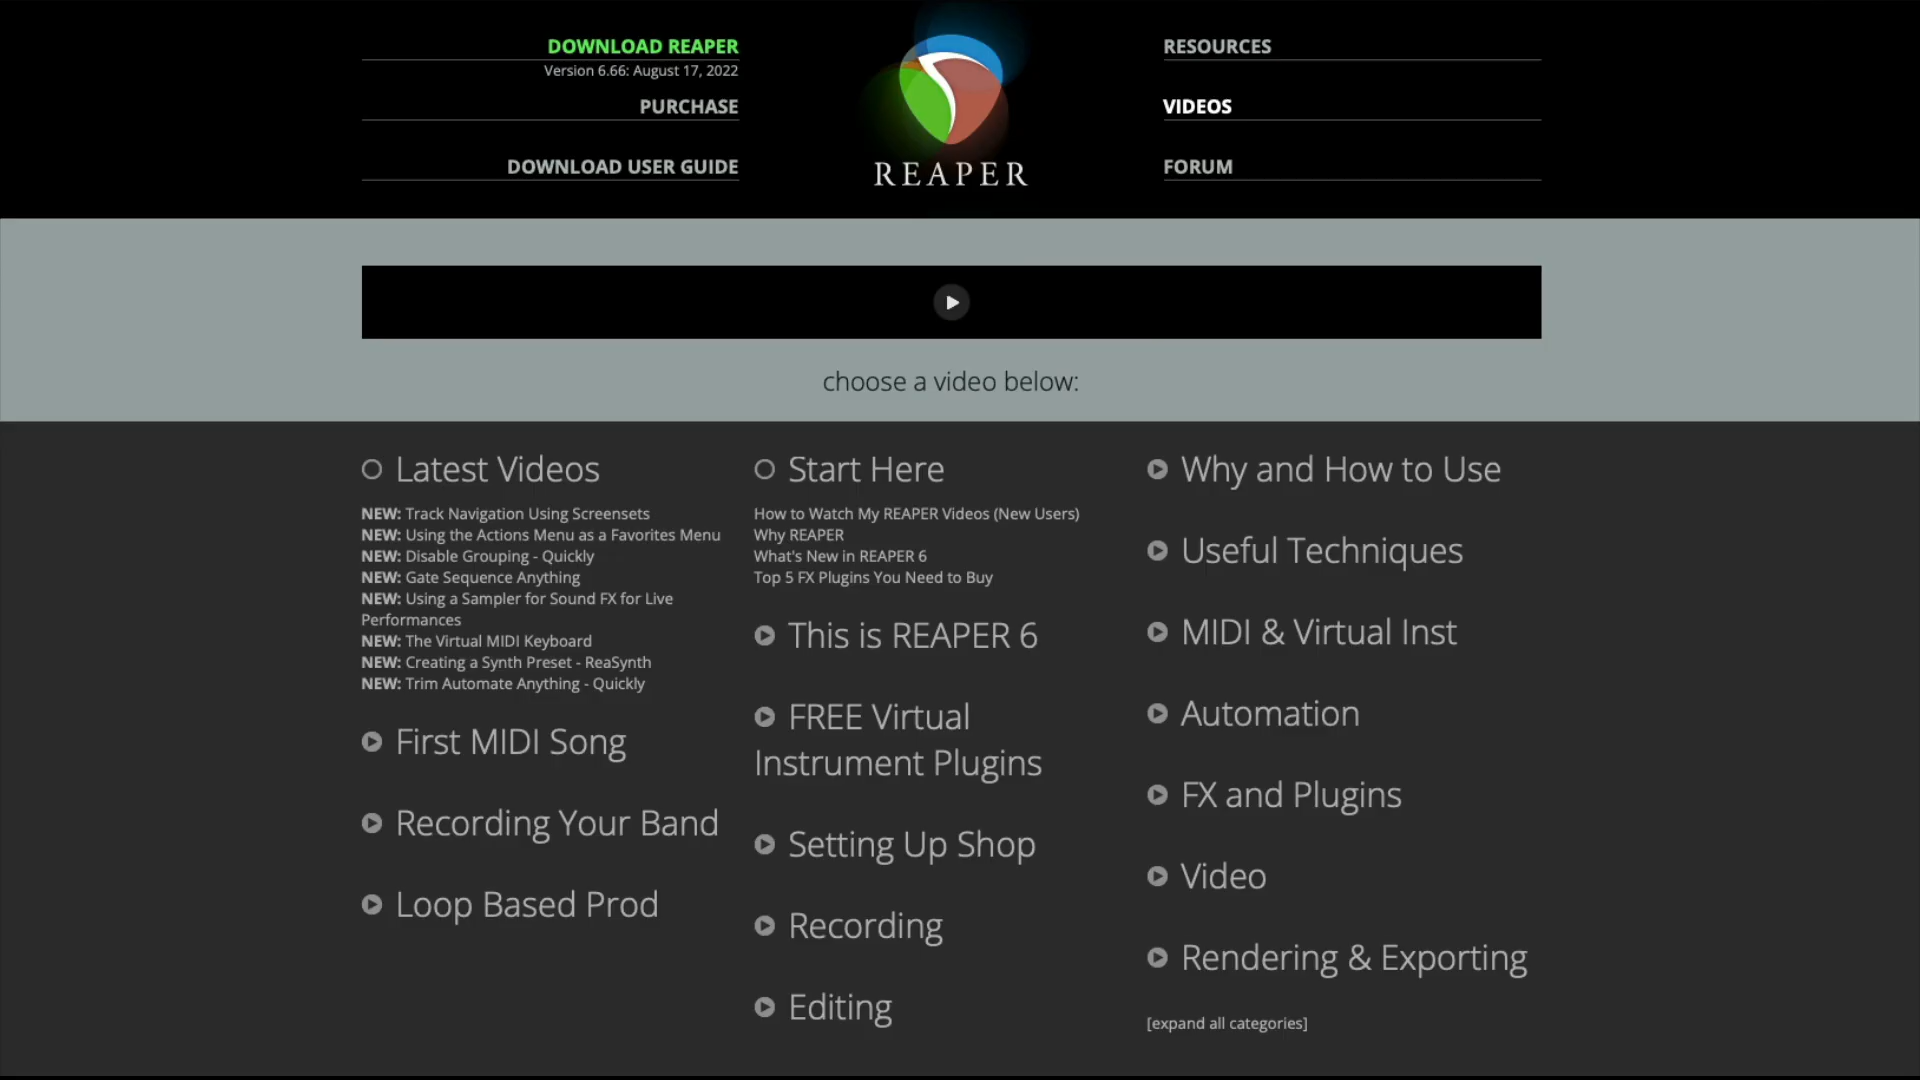 DOWNLOAD REAPER
Version 6.66: August 17, 2022
PURCHASE
DOWNLOAD USER GUIDE
REAPER
RESOURCES
VIDEOS
FORUM
choose a video below:
Latest Videos
NEW: Track Navigation Using Screensets
NEW: Using the Actions Menu as a Favorites Menu
NEW: Disable Grouping - Quickly
NEW: Gate Sequence Anything
NEW: Using a Sampler for Sound FX for Live
Performances
NEW: The Virtual MIDI Keyboard
NEW: Creating a Synth Preset - ReaSynth
NEW: Trim Automate Anything - Quickly
First MIDI Song
Recording Your Band
Loop Based Prod
Start Here
How to Watch My REAPER Videos (New Users)
Why REAPER
What's New in REAPER 6
Top 5 FX Plugins You Need to Buy
This is REAPER 6
FREE Virtual
Instrument Plugins
Setting Up Shop
Recording
Editing
Why and How to Use
Useful Techniques
MIDI & Virtual Inst
Automation
FX and Plugins
Video
Rendering & Exporting
[expand all categories]